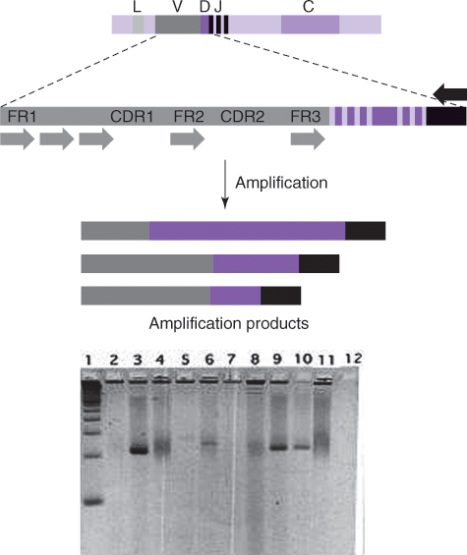 L V D J C
FR1 CDR1 FR2 CDR2 FR3
Amplification
Amplification products
1 2 3 4 5 6 7 8 9 10 11 12